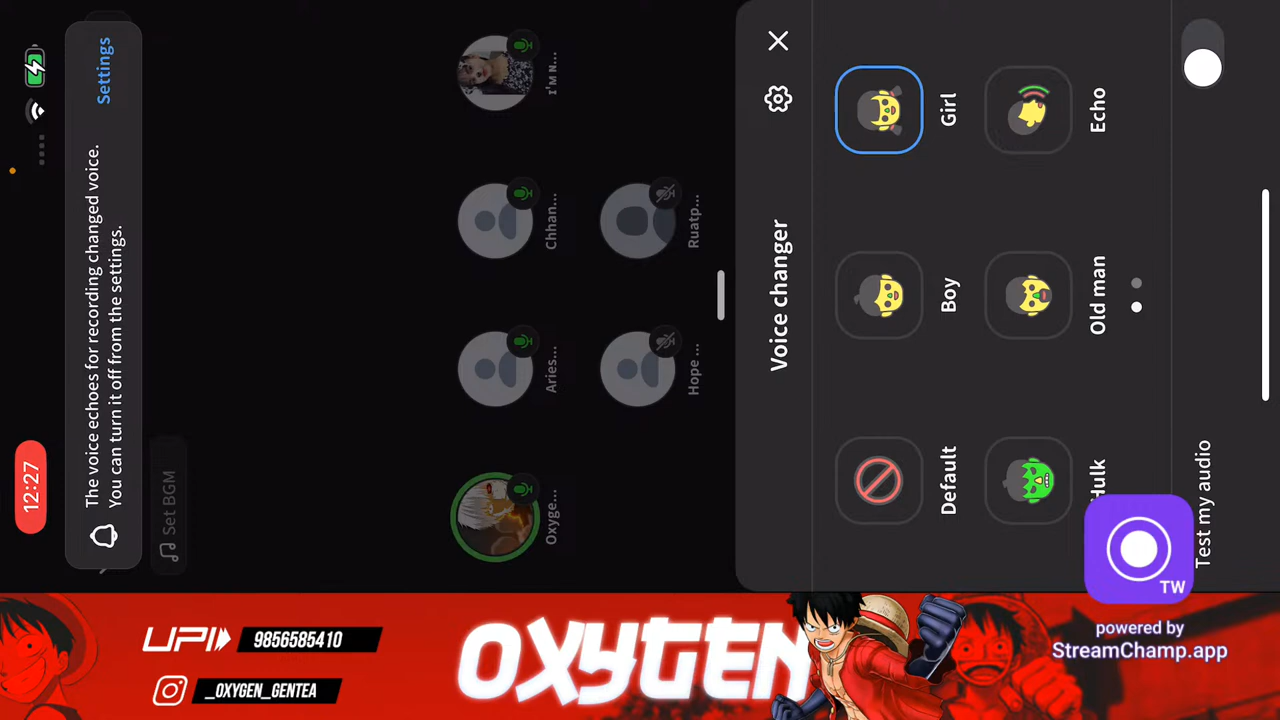 12:27
The voice echoes for recording changed voice.
You can turn it off from the settings.
Settings
Set BGM
Oxyge...
Aries...
Chhan...
I'M N...
Hope ...
Ruatp...
Voice changer
Default
Boy
Girl
Hulk
Old man
Echo
Test my audio
TW
powered by
StreamChamp.app
UPI
9856585410
_OXYGEN_GENTEA
OXYGEN